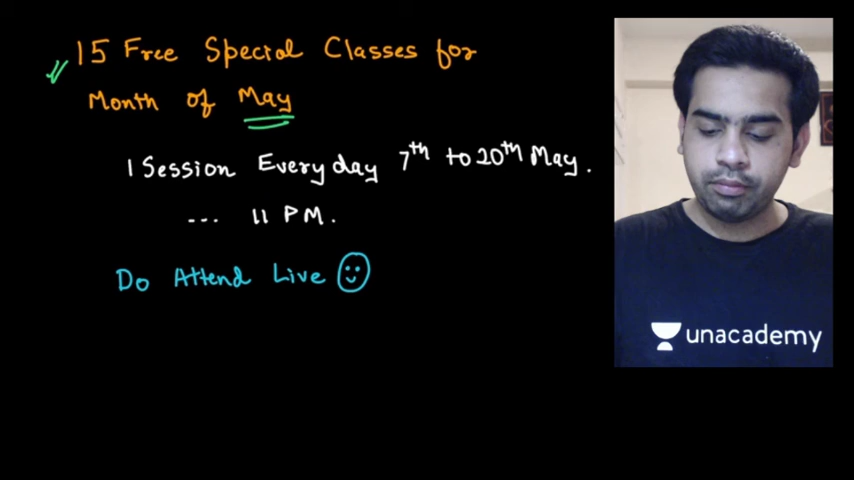 15 Free Special Classes for
Month of May
1 Session Everyday 7th to 20th May.
... 11 PM.
Do Attend Live
unacademy